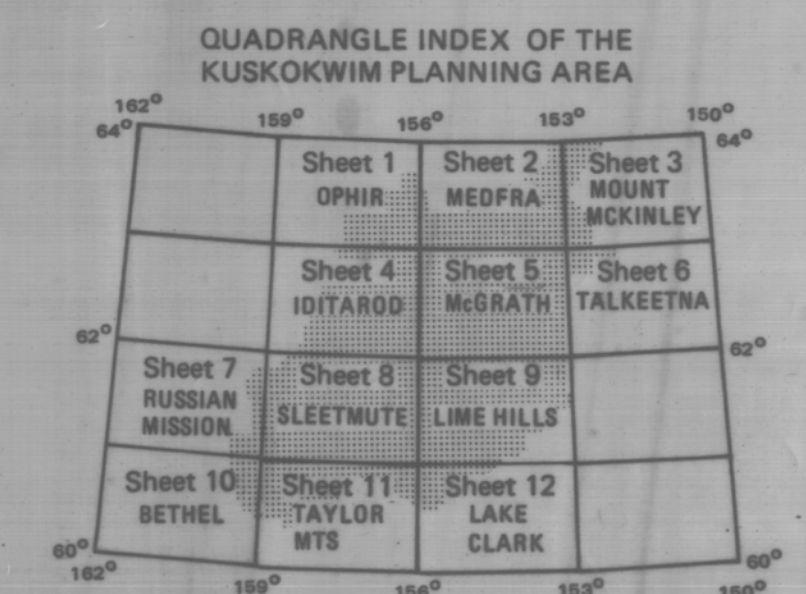 QUADRANGLE INDEX OF THE
KUSKOKWIM PLANNING AREA
162° 159° 156° 153° 150°
64° 64°
Sheet 1 Sheet 2 Sheet 3
OPHIR MEDFRA MOUNT
MCKINLEY
Sheet 4 Sheet 5 Sheet 6
IDITAROD McGRATH TALKEETNA
62° 62°
Sheet 7 Sheet 8 Sheet 9
RUSSIAN
MISSION SLEETMUTE LIME HILLS
Sheet 10 Sheet 11 Sheet 12
BETHEL TAYLOR LAKE
MTS CLARK
60° 60°
162° 159° 156° 153° 150°